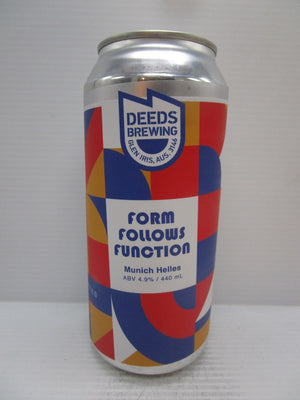 DEEDS
BREWING
GLEN IRIS, AUS. 3146
FORM
FOLLOWS
FUNCTION
Munich Helles
ABV 4.9% / 440 mL